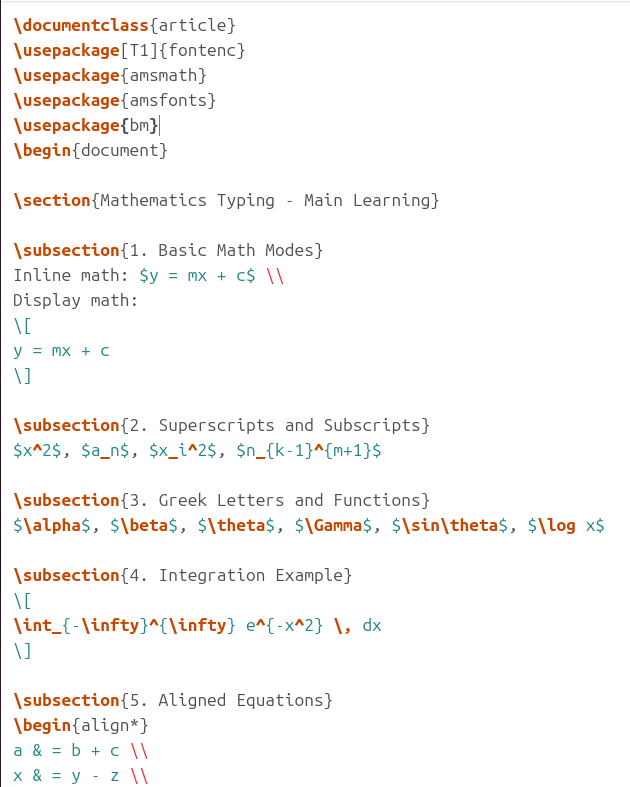 \documentclass{article}
\usepackage[T1]{fontenc}
\usepackage{amsmath}
\usepackage{amsfonts}
\usepackage{bm}
\begin{document}

\section{Mathematics Typing - Main Learning}

\subsection{1. Basic Math Modes}
Inline math: $y = mx + c$ \\
Display math:
\[
y = mx + c
\]

\subsection{2. Superscripts and Subscripts}
$x^2$, $a_n$, $x_i^2$, $n_{k-1}^{m+1}$

\subsection{3. Greek Letters and Functions}
$\alpha$, $\beta$, $\theta$, $\Gamma$, $\sin\theta$, $\log x$

\subsection{4. Integration Example}
\[
\int_{-\infty}^{\infty} e^{-x^2} \, dx
\]

\subsection{5. Aligned Equations}
\begin{align*}
a & = b + c \\
x & = y - z \\